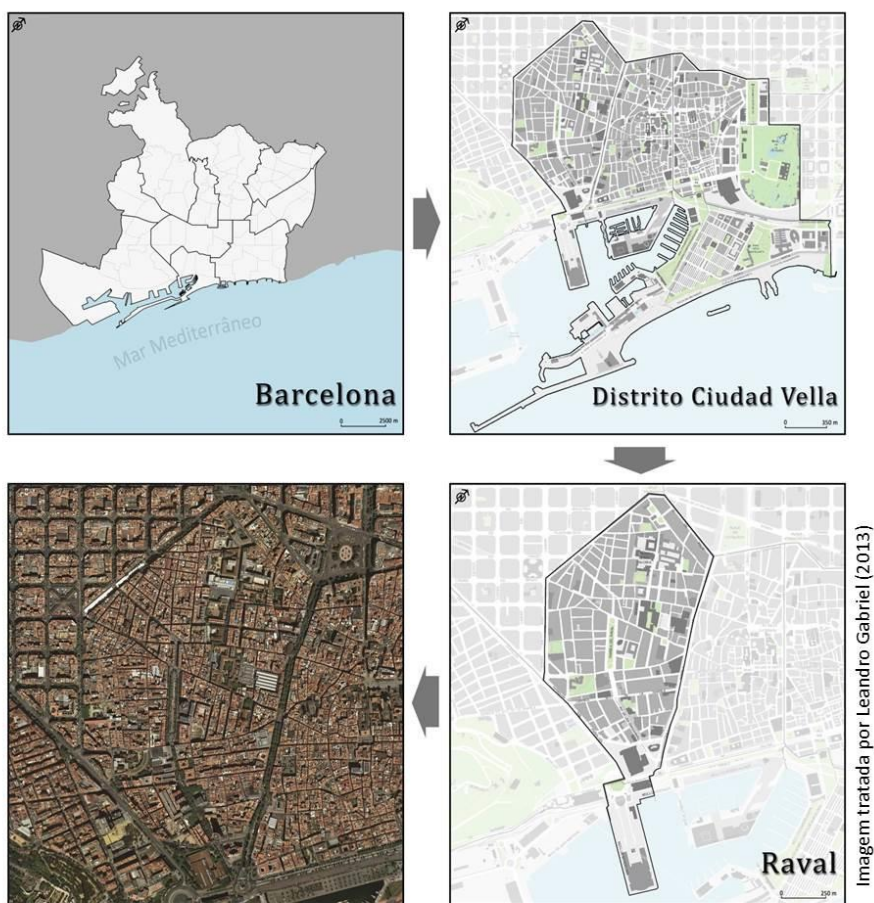 Mar Mediterrâneo
Barcelona
0 2500 m
Distrito Ciudad Vella
0 350 m
Raval
0 250 m
Imagem tratada por Leandro Gabriel (2013)